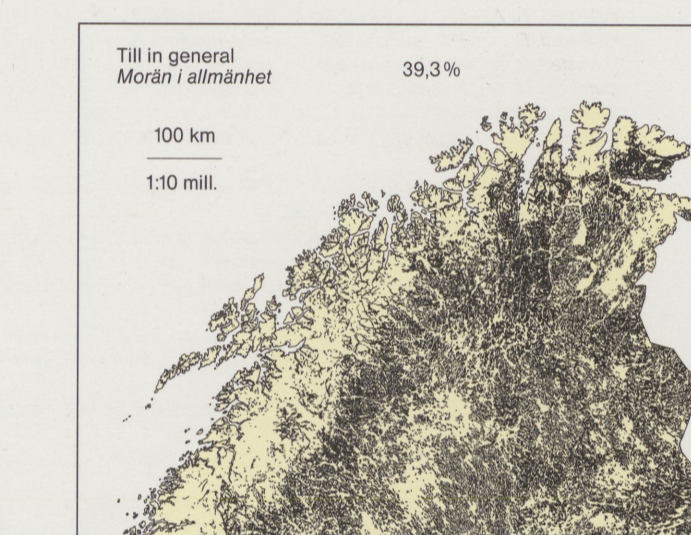 Till in general
Morän i allmänhet
39,3%
100 km
1:10 mill.